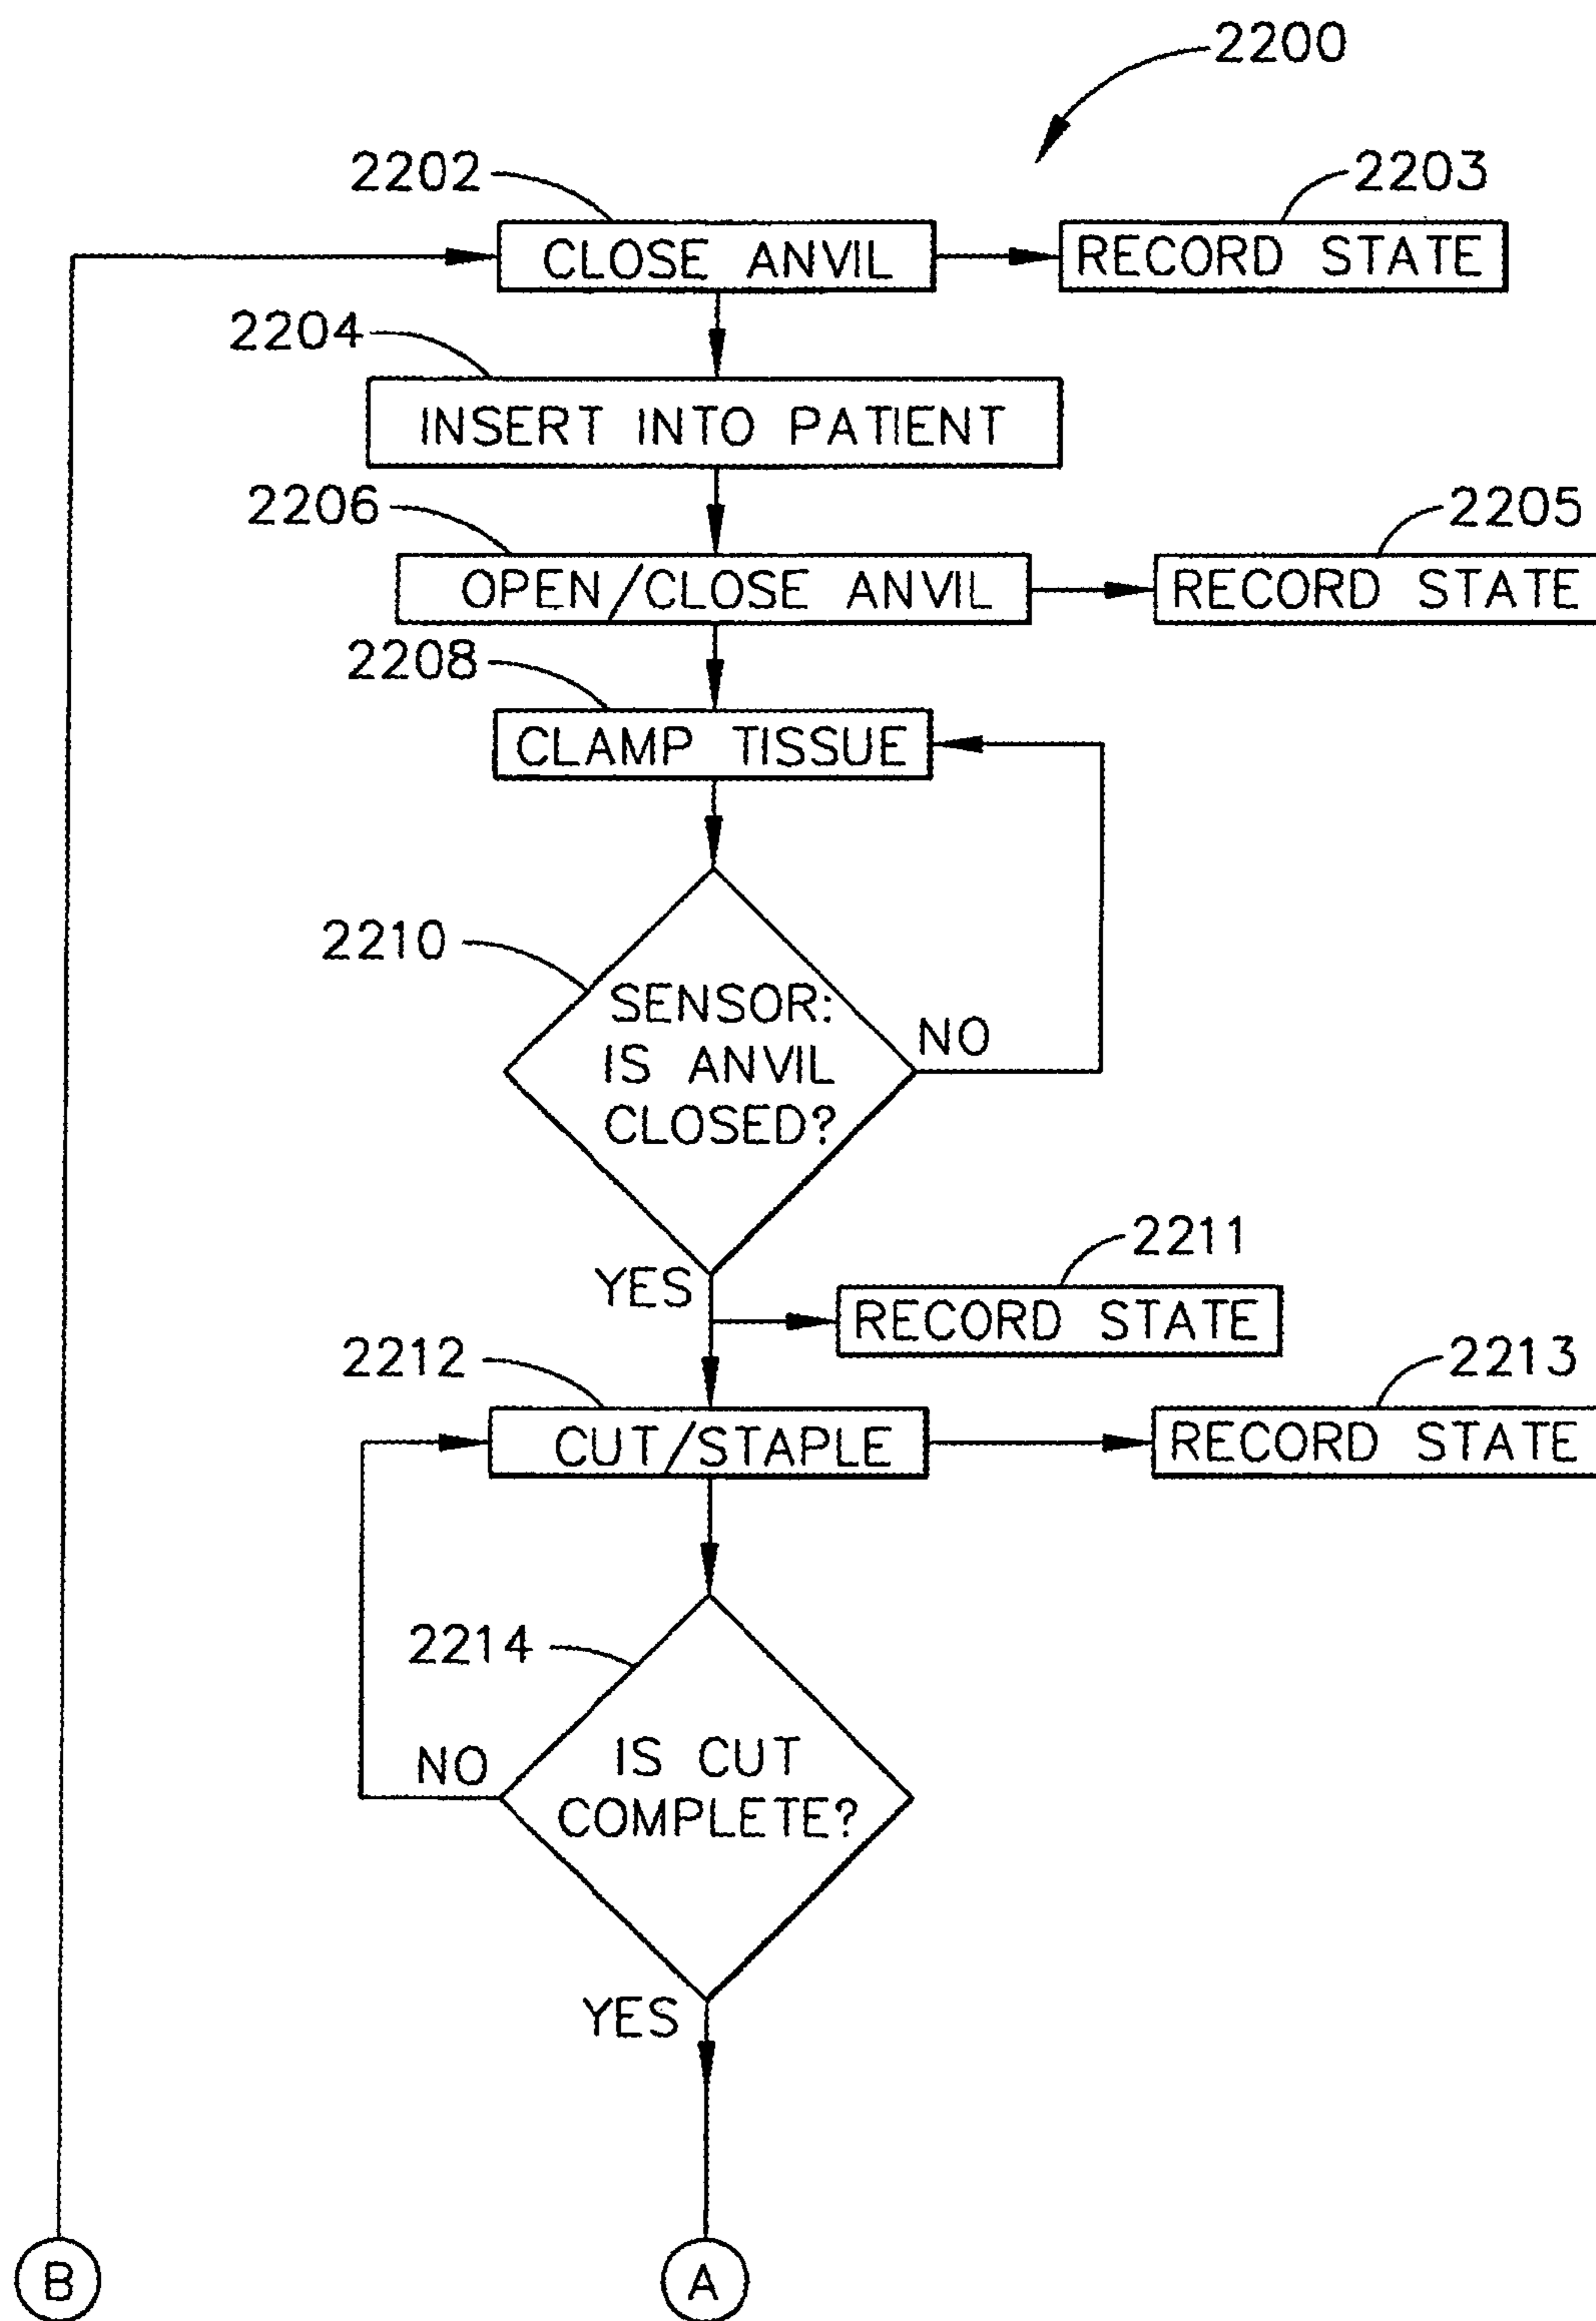 2200
2202
2203
CLOSE ANVIL
RECORD STATE
2204
INSERT INTO PATIENT
2206
2205
OPEN/CLOSE ANVIL
RECORD STATE
2208
CLAMP TISSUE
2210
SENSOR:
IS ANVIL
CLOSED?
NO
YES
2211
RECORD STATE
2212
2213
CUT/STAPLE
RECORD STATE
2214
IS CUT
COMPLETE?
NO
YES
B
A